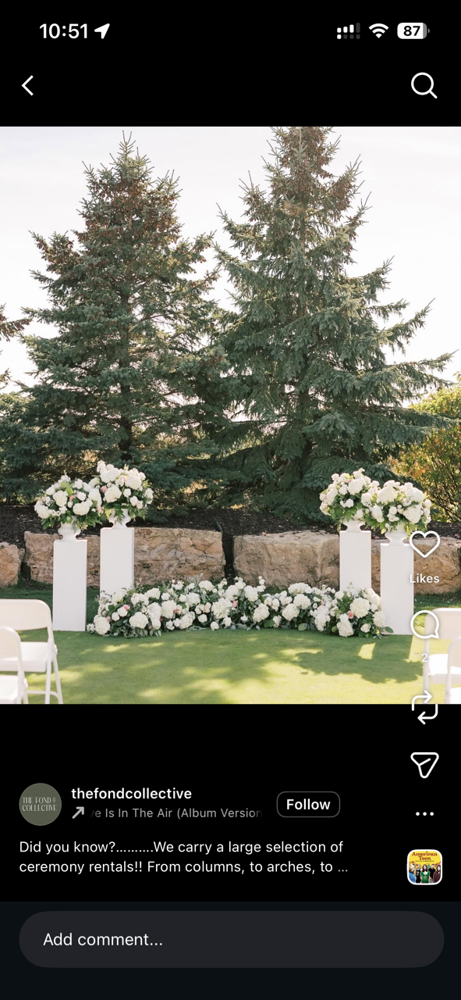 10:51
87
Likes
2
THE FOND
COLLECTIVE
thefondcollective
ve Is In The Air (Album Version
Follow
Did you know?..........We carry a large selection of
ceremony rentals!! From columns, to arches, to ...
American
Teen
Add comment...